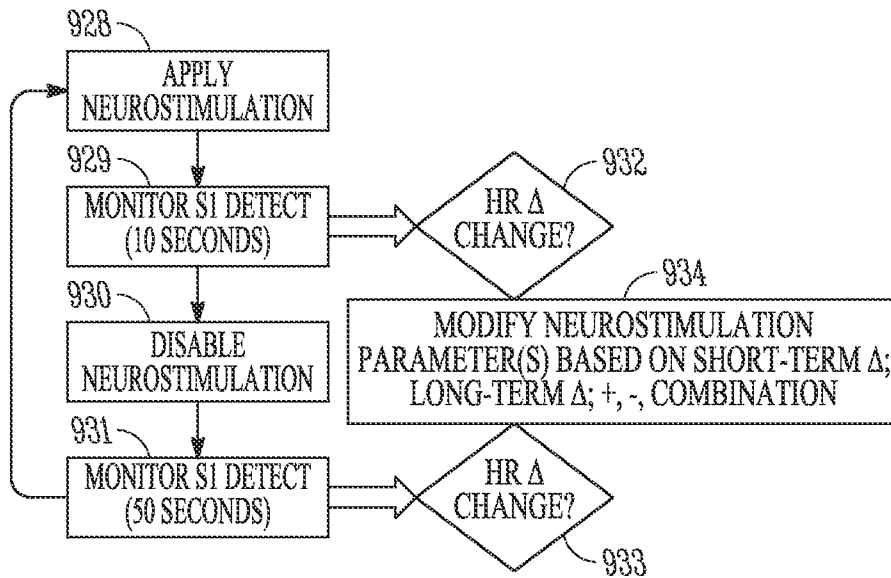 928
APPLY
NEUROSTIMULATION
929
MONITOR S1 DETECT
(10 SECONDS)
932
HR Δ
CHANGE?
930
DISABLE
NEUROSTIMULATION
934
MODIFY NEUROSTIMULATION
PARAMETER(S) BASED ON SHORT-TERM Δ;
LONG-TERM Δ; +, -, COMBINATION
931
MONITOR S1 DETECT
(50 SECONDS)
HR Δ
CHANGE?
933